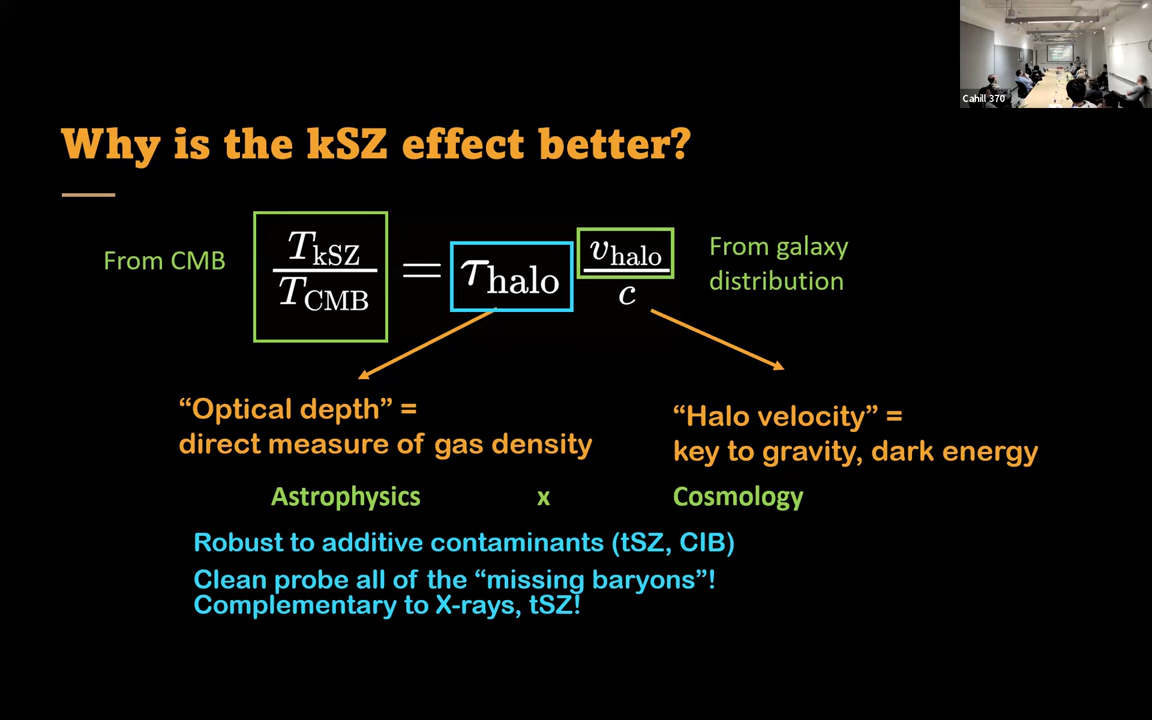 Cahill 370
Why is the kSZ effect better?
From CMB
T_kSZ / T_CMB = τ_halo v_halo / c
From galaxy
distribution
“Optical depth” =
direct measure of gas density
“Halo velocity” =
key to gravity, dark energy
Astrophysics x Cosmology
Robust to additive contaminants (tSZ, CIB)
Clean probe all of the “missing baryons”!
Complementary to X-rays, tSZ!